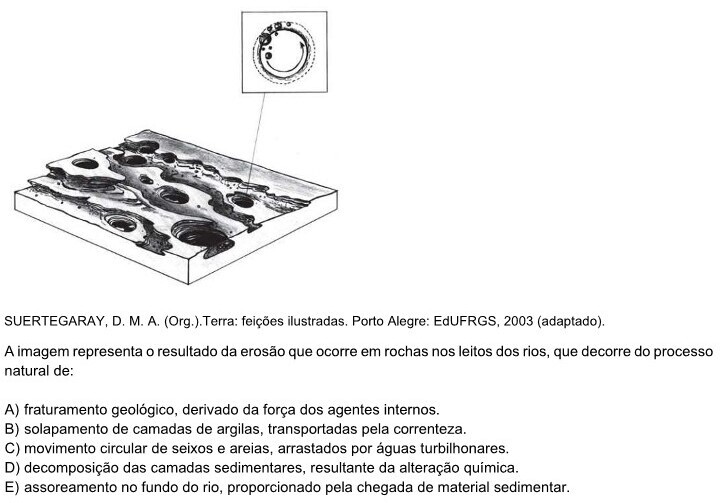 SUERTEGARAY, D. M. A. (Org.).Terra: feições ilustradas. Porto Alegre: EdUFRGS, 2003 (adaptado).
A imagem representa o resultado da erosão que ocorre em rochas nos leitos dos rios, que decorre do processo
natural de:
A) fraturamento geológico, derivado da força dos agentes internos.
B) solapamento de camadas de argilas, transportadas pela correnteza.
C) movimento circular de seixos e areias, arrastados por águas turbilhonares.
D) decomposição das camadas sedimentares, resultante da alteração química.
E) assoreamento no fundo do rio, proporcionado pela chegada de material sedimentar.